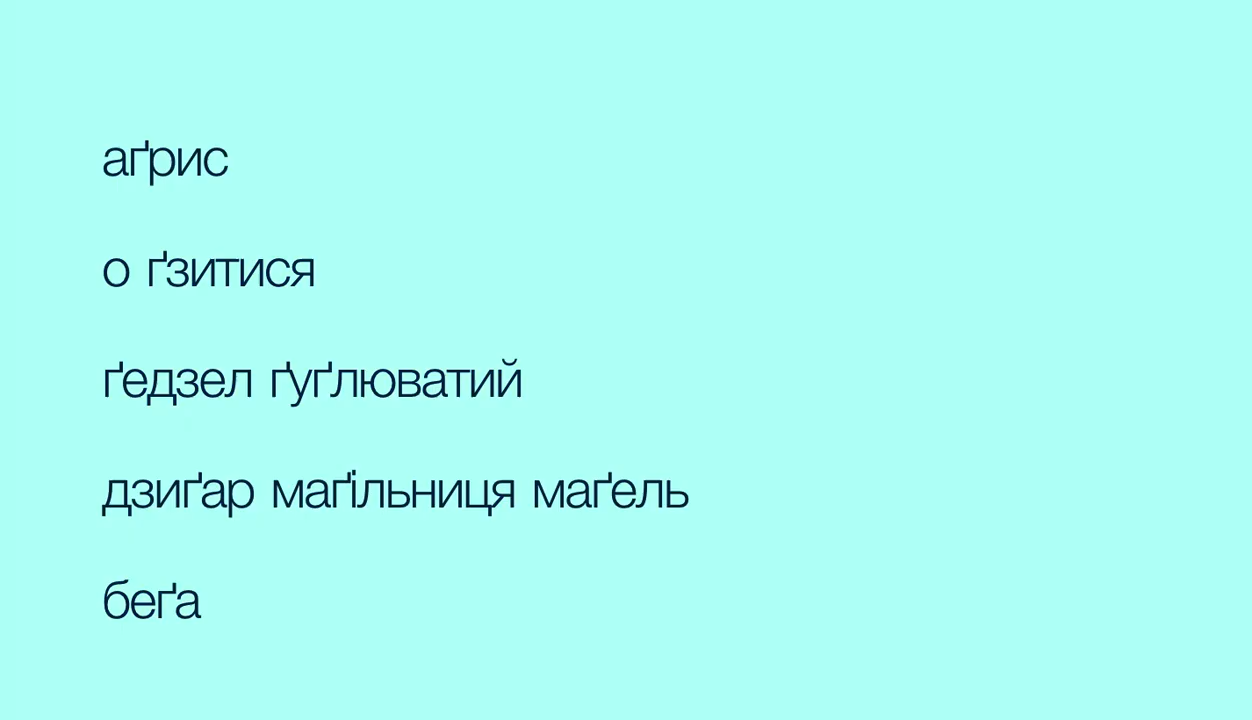 аґрис
о ґзитися
ґедзел ґуґлюватий
дзиґар маґільниця маґель
беґа